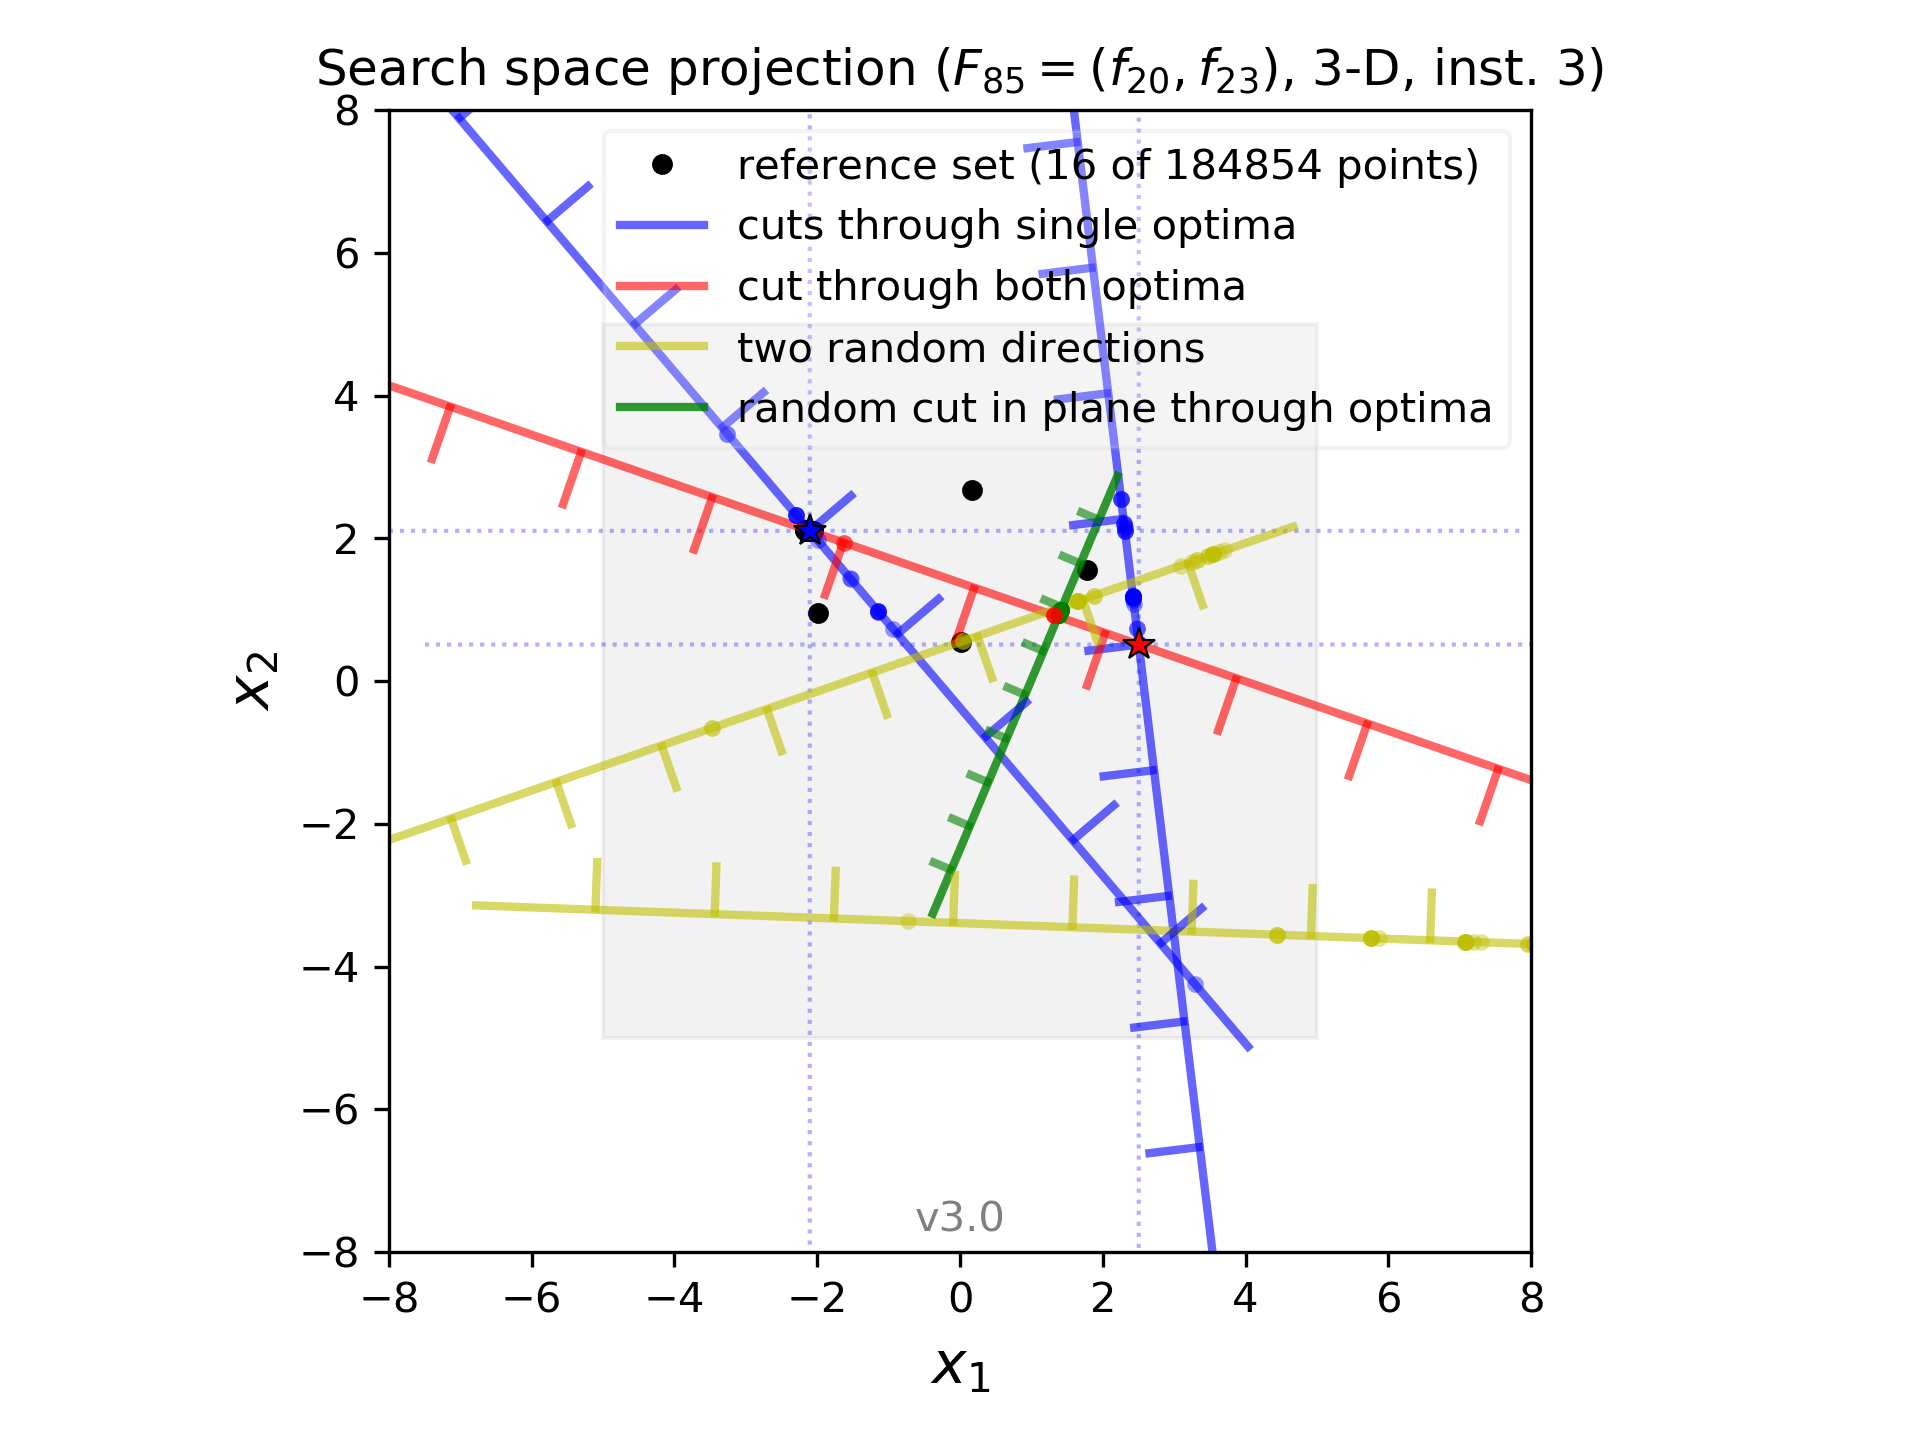 Search space projection (F85 = (f20, f23), 3-D, inst. 3)
reference set (16 of 184854 points)
cuts through single optima
cut through both optima
two random directions
random cut in plane through optima
8
6
4
2
0
−2
−4
−6
−8
x2
v3.0
−8 −6 −4 −2 0 2 4 6 8
x1